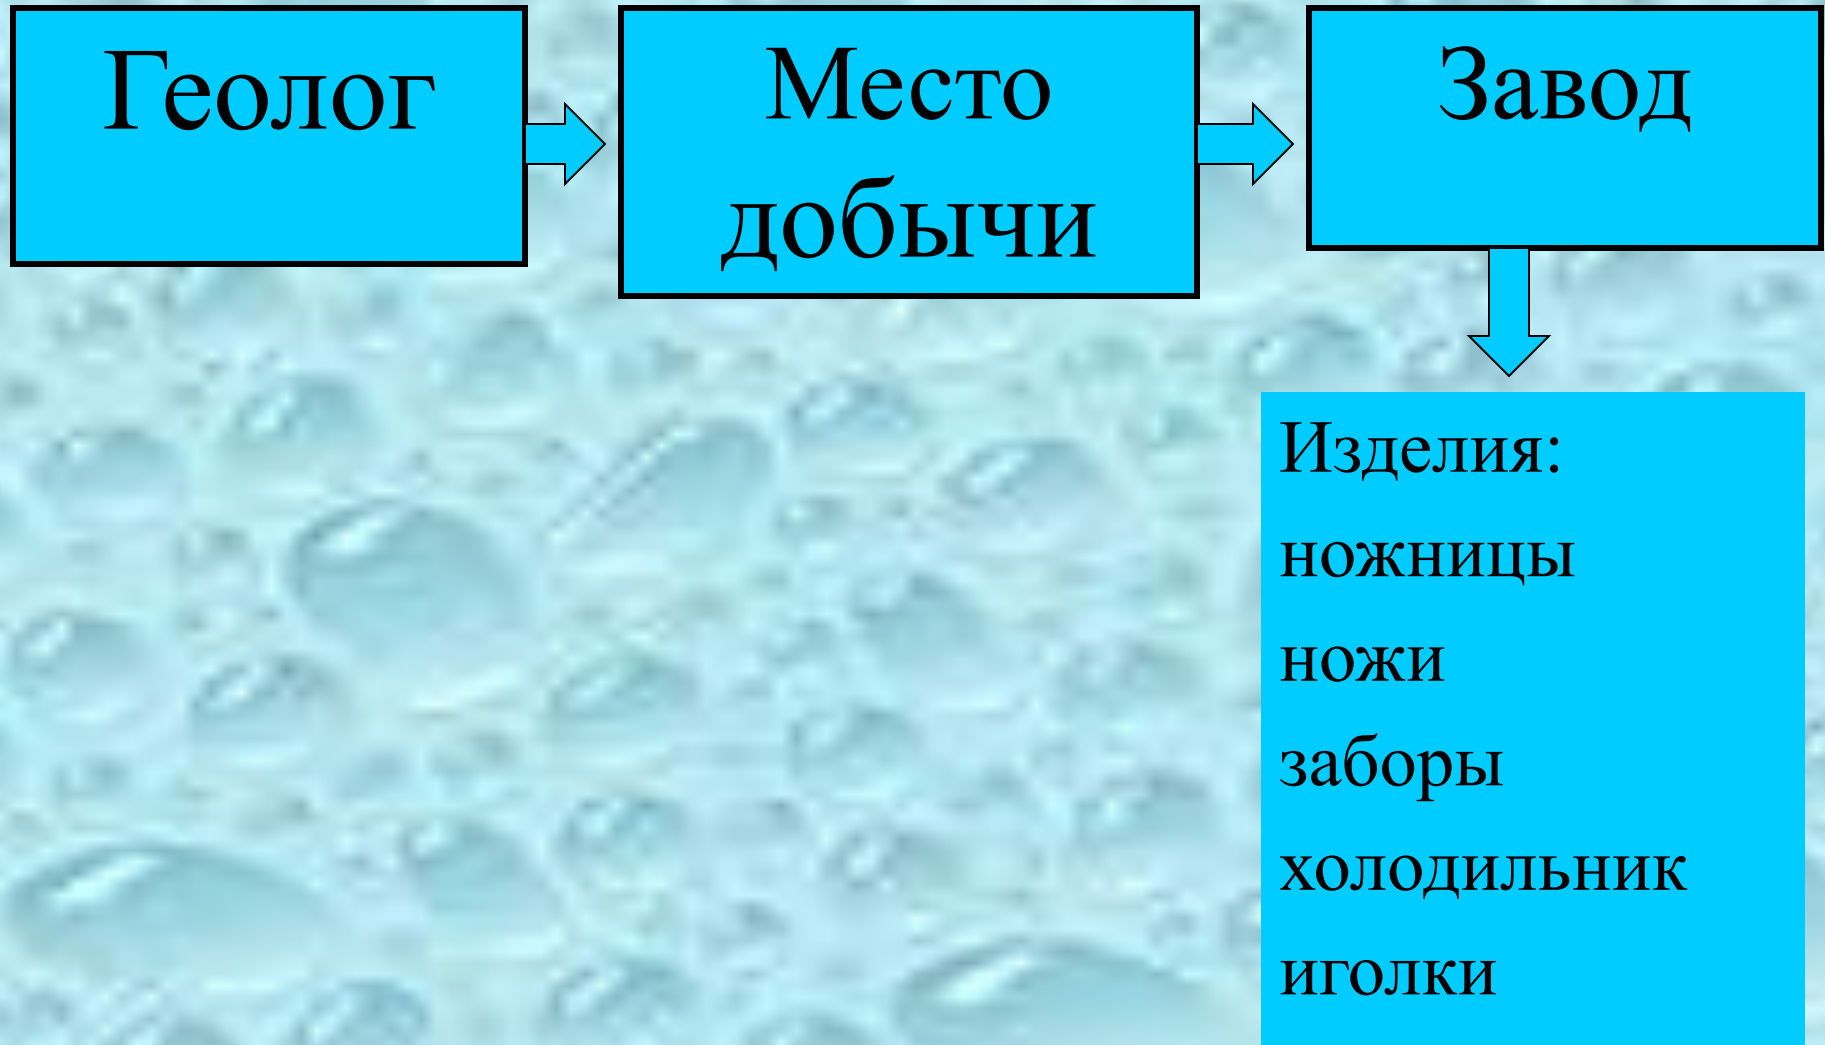 Геолог
Место
добычи
Завод
Изделия:
ножницы
ножи
заборы
холодильник
иголки